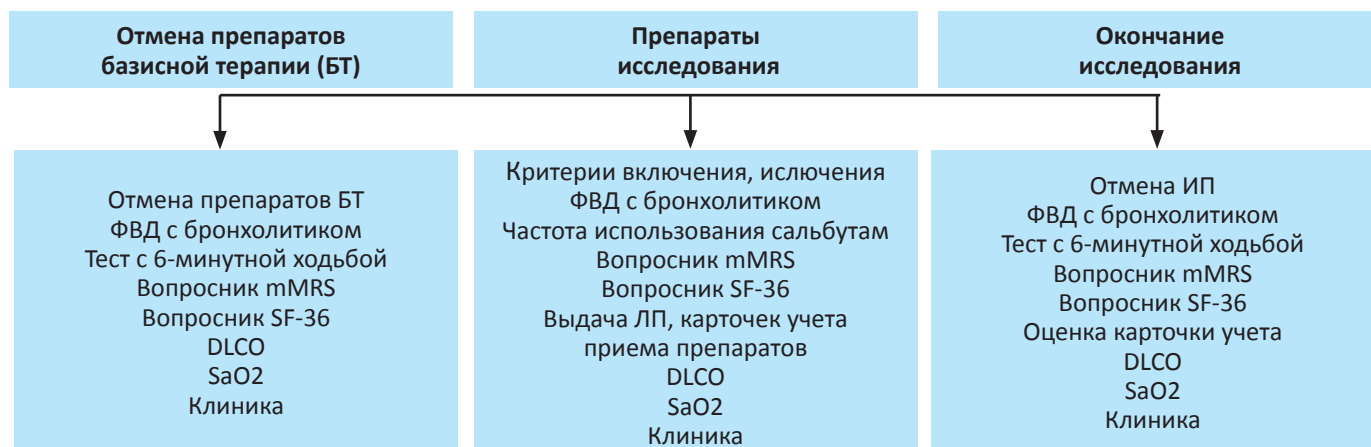 Отмена препаратов
базисной терапии (БТ)
Препараты
исследования
Окончание
исследования
Отмена препаратов БТ
ФВД с бронхолитиком
Тест с 6-минутной ходьбой
Вопросник mMRS
Вопросник SF-36
DLCO
SaO2
Клиника
Критерии включения, ислючения
ФВД с бронхолитиком
Частота использования сальбутам
Вопросник mMRS
Вопросник SF-36
Выдача ЛП, карточек учета
приема препаратов
DLCO
SaO2
Клиника
Отмена ИП
ФВД с бронхолитиком
Тест с 6-минутной ходьбой
Вопросник mMRS
Вопросник SF-36
Оценка карточки учета
DLCO
SaO2
Клиника